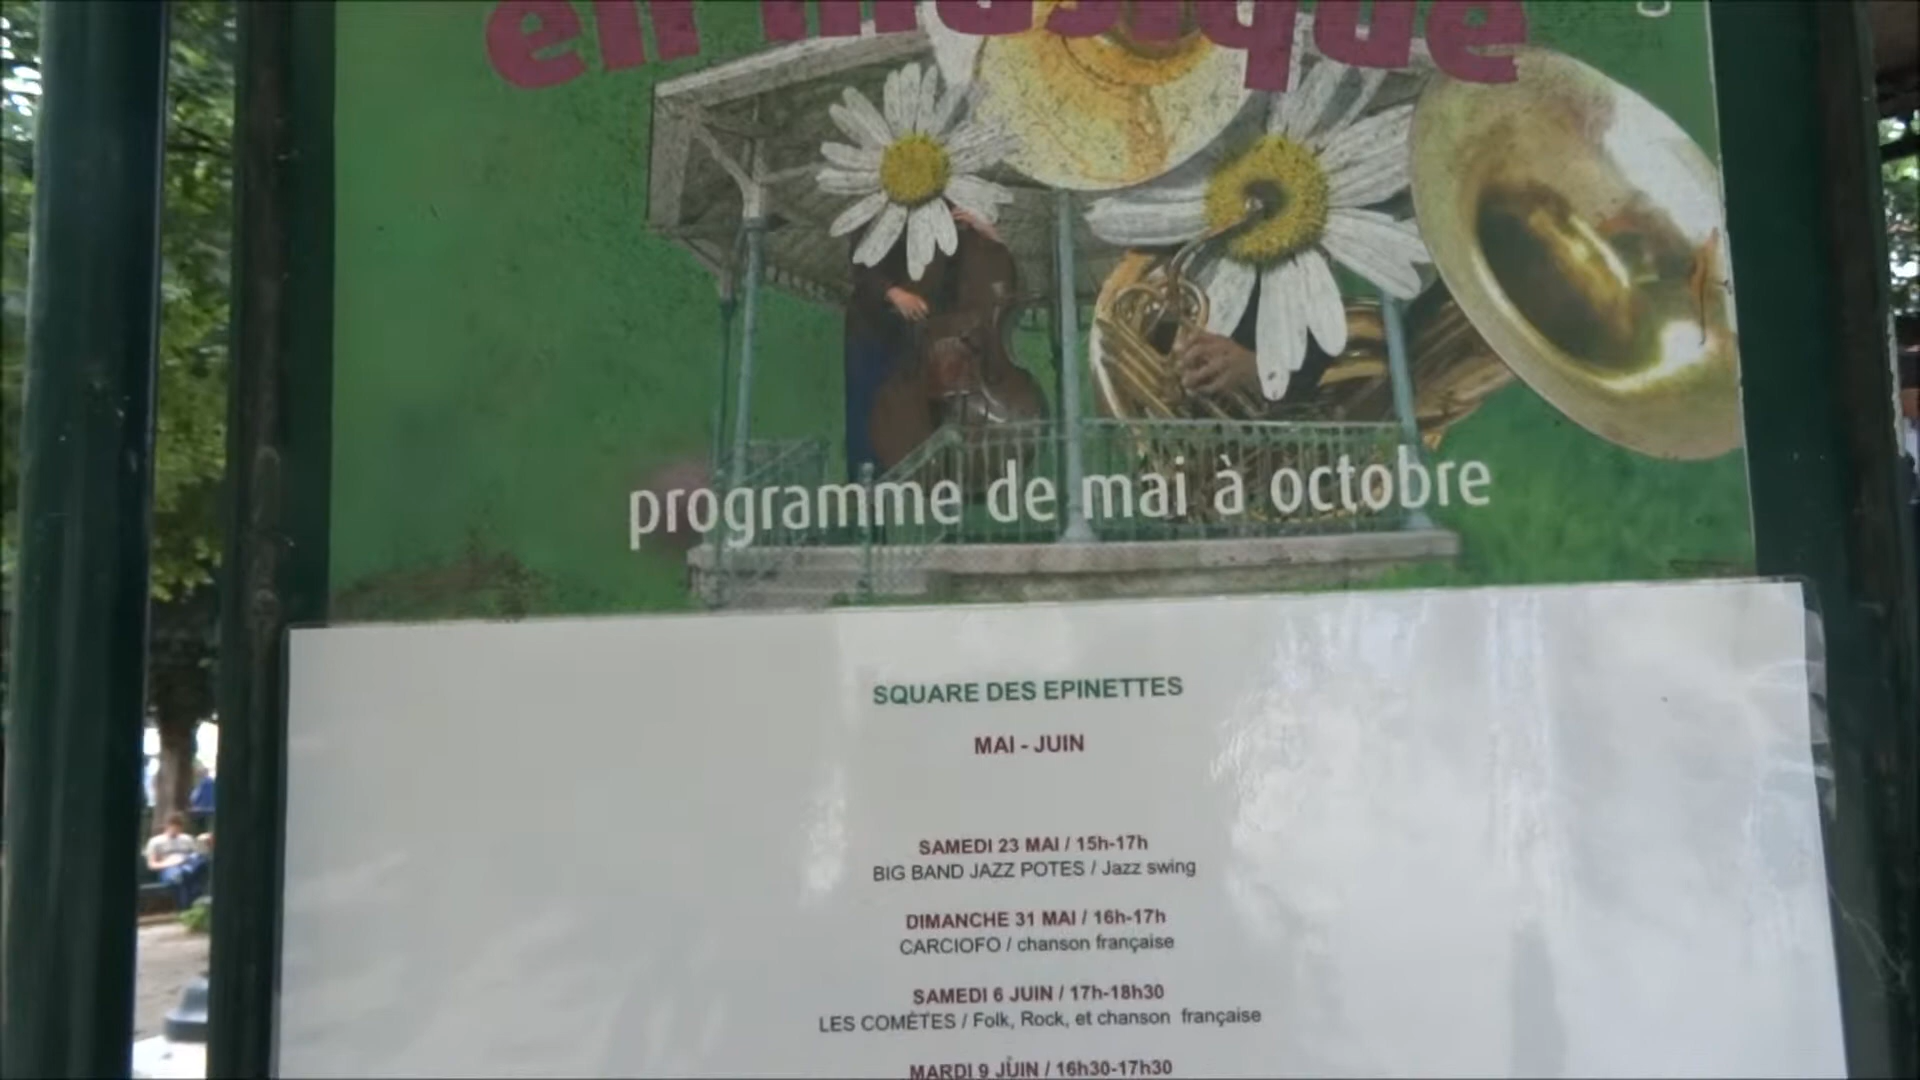 en musique
programme de mai à octobre
SQUARE DES EPINETTES
MAI - JUIN
SAMEDI 23 MAI / 15h-17h
BIG BAND JAZZ POTES / Jazz swing
DIMANCHE 31 MAI / 16h-17h
CARCIOFO / chanson française
SAMEDI 6 JUIN / 17h-18h30
LES COMÈTES / Folk, Rock, et chanson française
MARDI 9 JUIN / 16h30-17h30